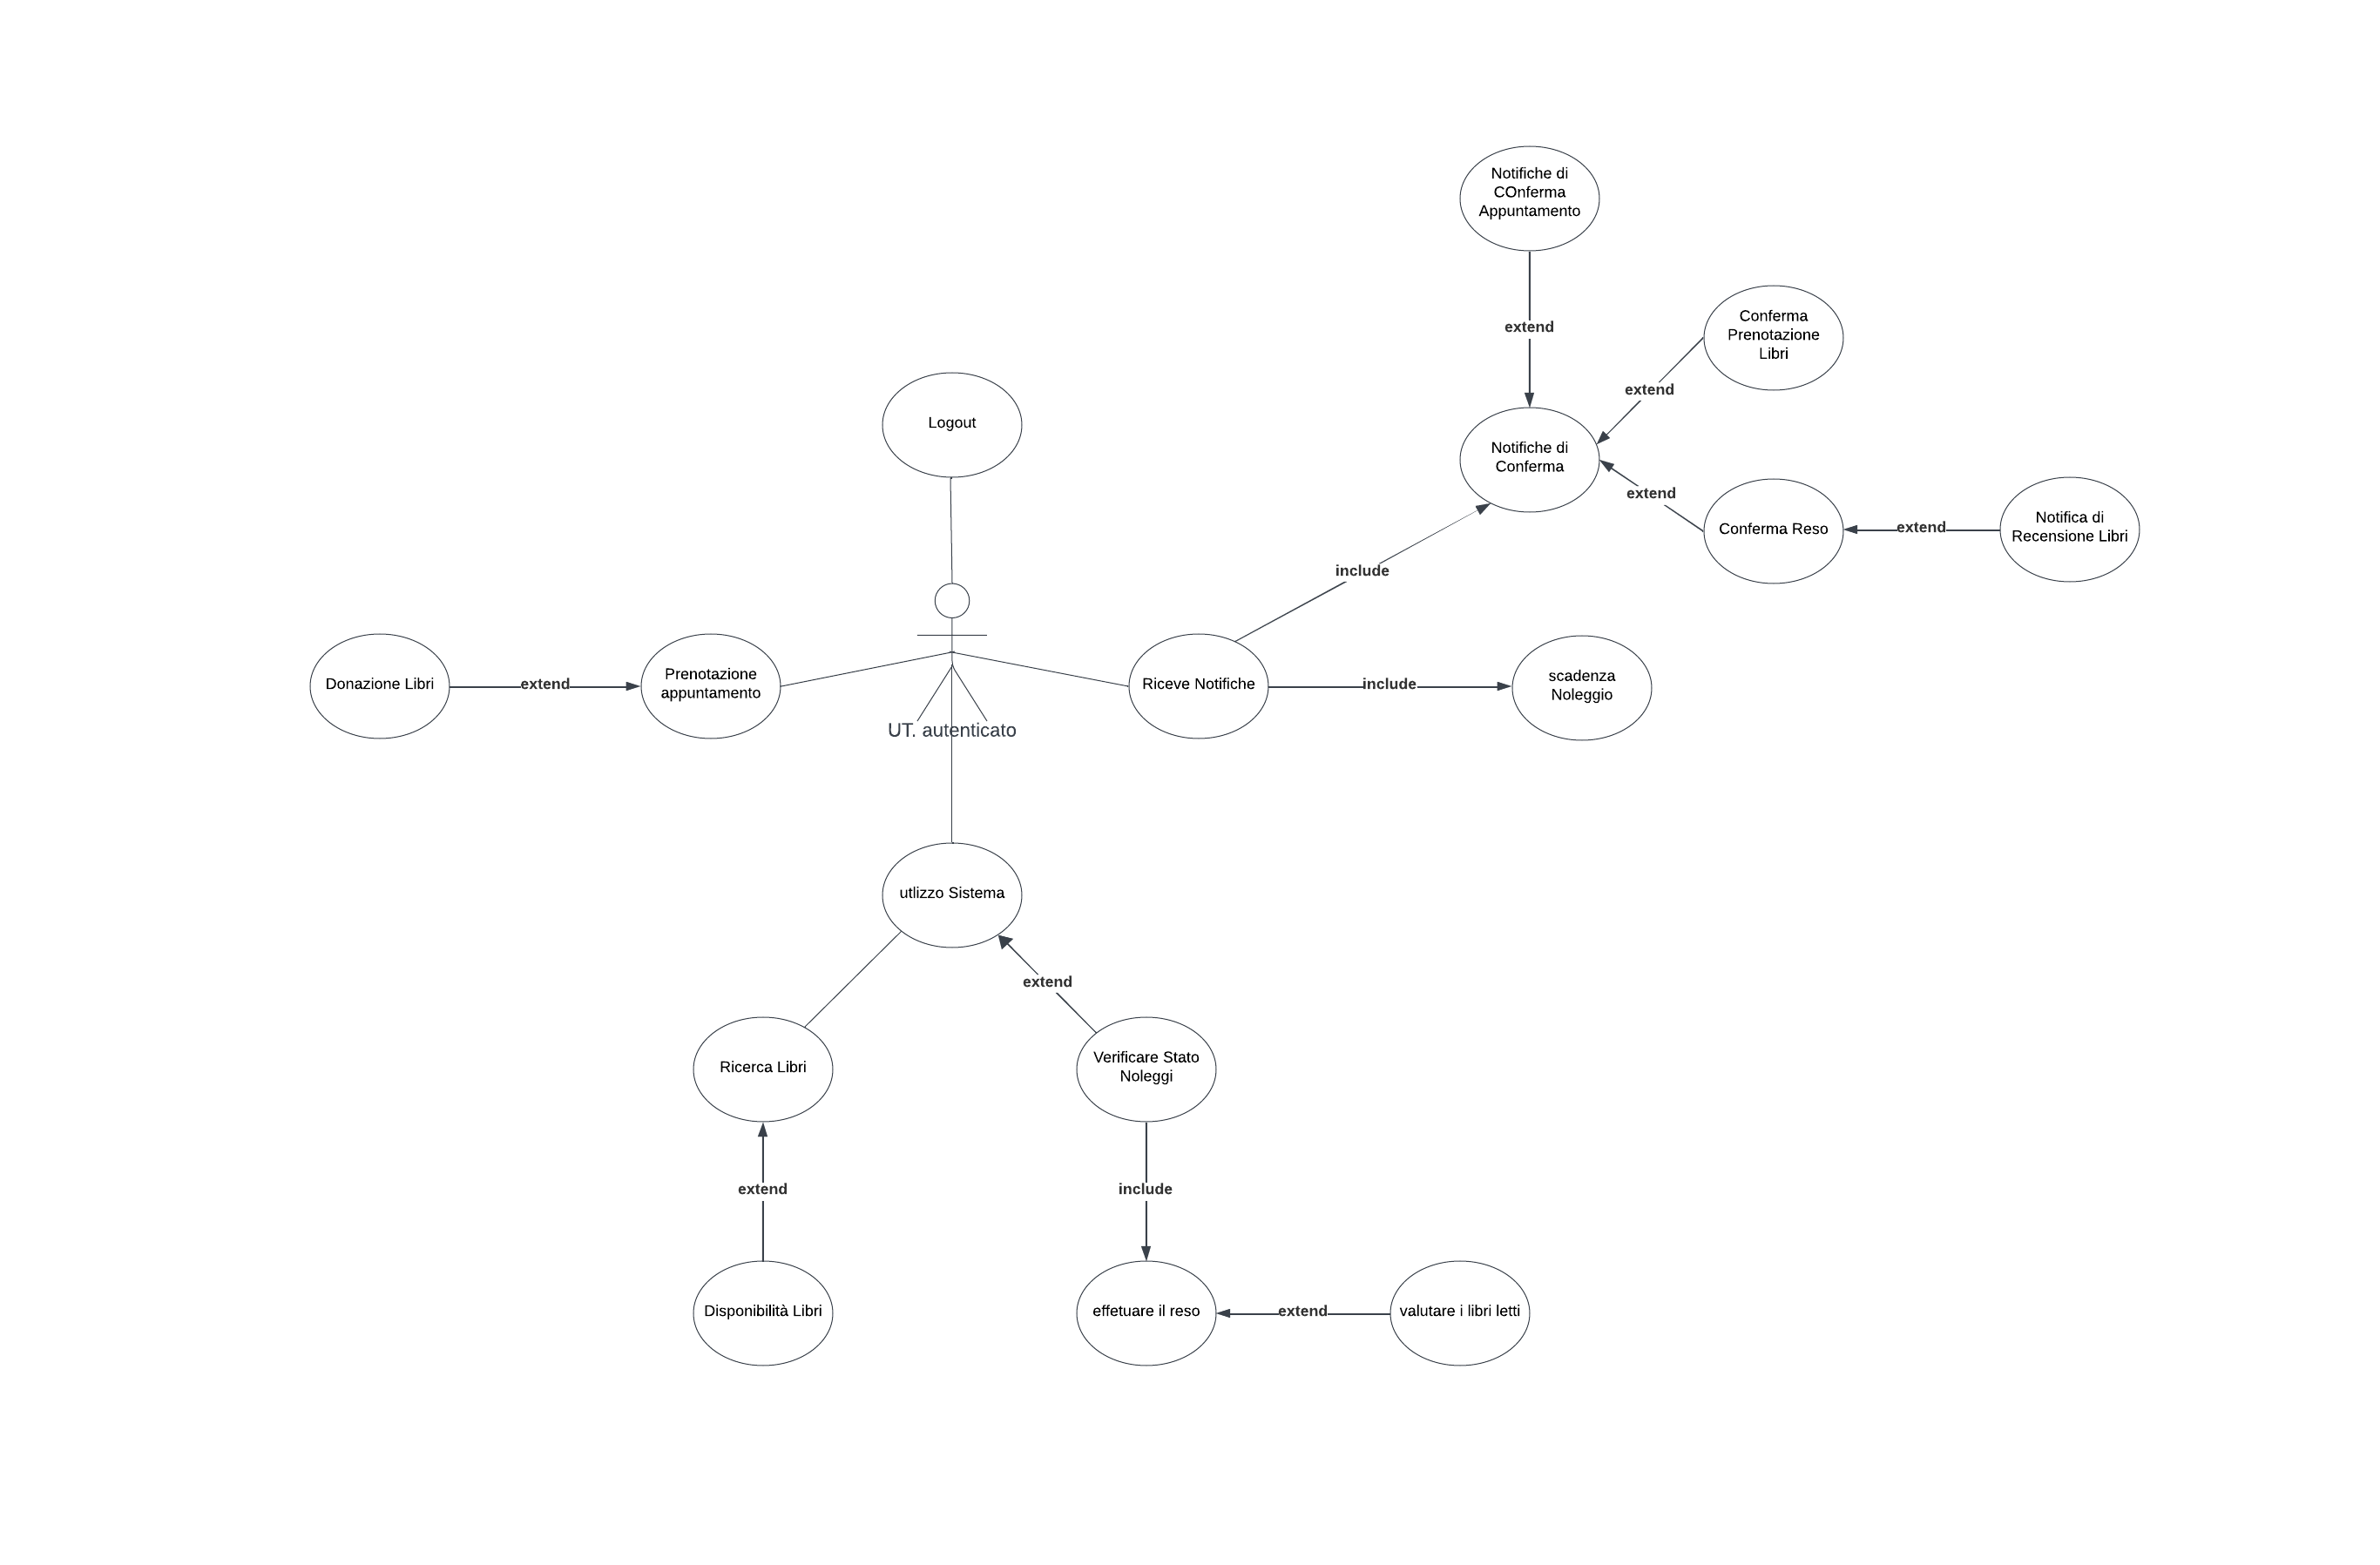 Notifiche di
COnferma
Appuntamento
extend
Conferma
Prenotazione
Libri
extend
Logout
Notifiche di
Conferma
extend
Conferma Reso
extend
Notifica di
Recensione Libri
include
Donazione Libri
extend
Prenotazione
appuntamento
UT. autenticato
Riceve Notifiche
include
scadenza
Noleggio
utlizzo Sistema
extend
Ricerca Libri
Verificare Stato
Noleggi
extend
include
Disponibilità Libri
effetuare il reso
extend
valutare i libri letti